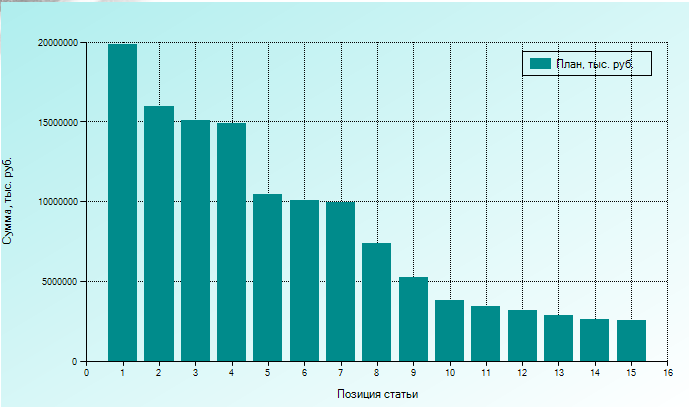 20000000
План, тыс. руб.
15000000
Сумма, тыс. руб.
10000000
5000000
0
0 1 2 3 4 5 6 7 8 9 10 11 12 13 14 15 16
Позиция статьи